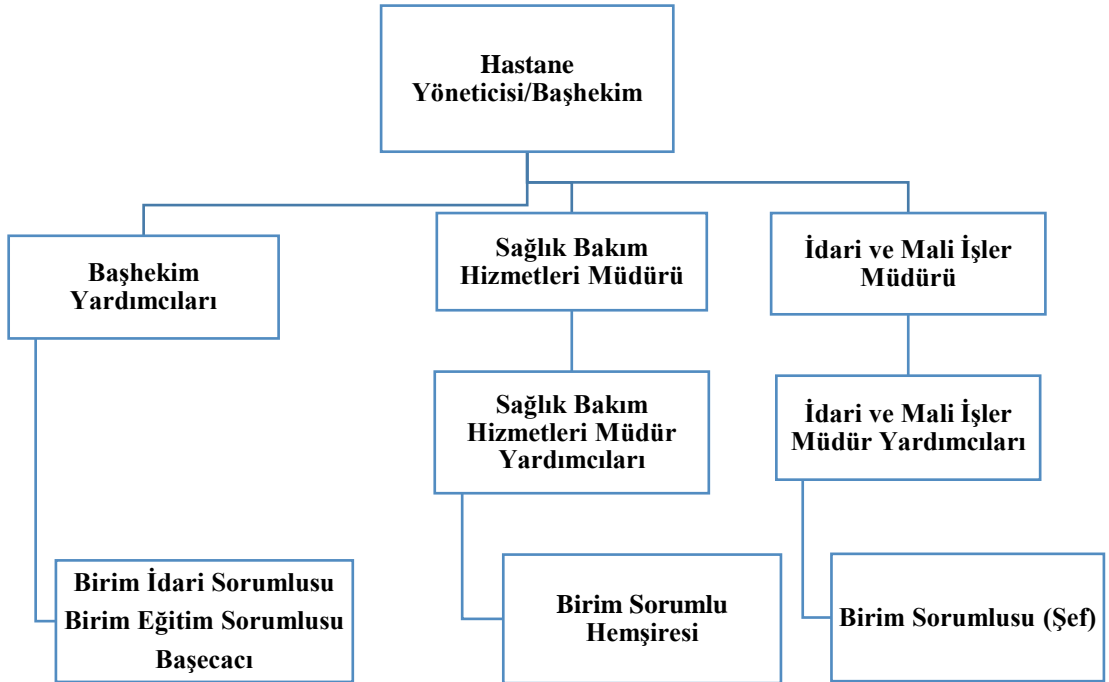 Hastane
Yöneticisi/Başhekim
Başhekim
Yardımcıları
Sağlık Bakım
Hizmetleri Müdürü
İdari ve Mali İşler
Müdürü
Sağlık Bakım
Hizmetleri Müdür
Yardımcıları
İdari ve Mali İşler
Müdür Yardımcıları
Birim İdari Sorumlusu
Birim Eğitim Sorumlusu
Başecacı
Birim Sorumlu
Hemşiresi
Birim Sorumlusu (Şef)